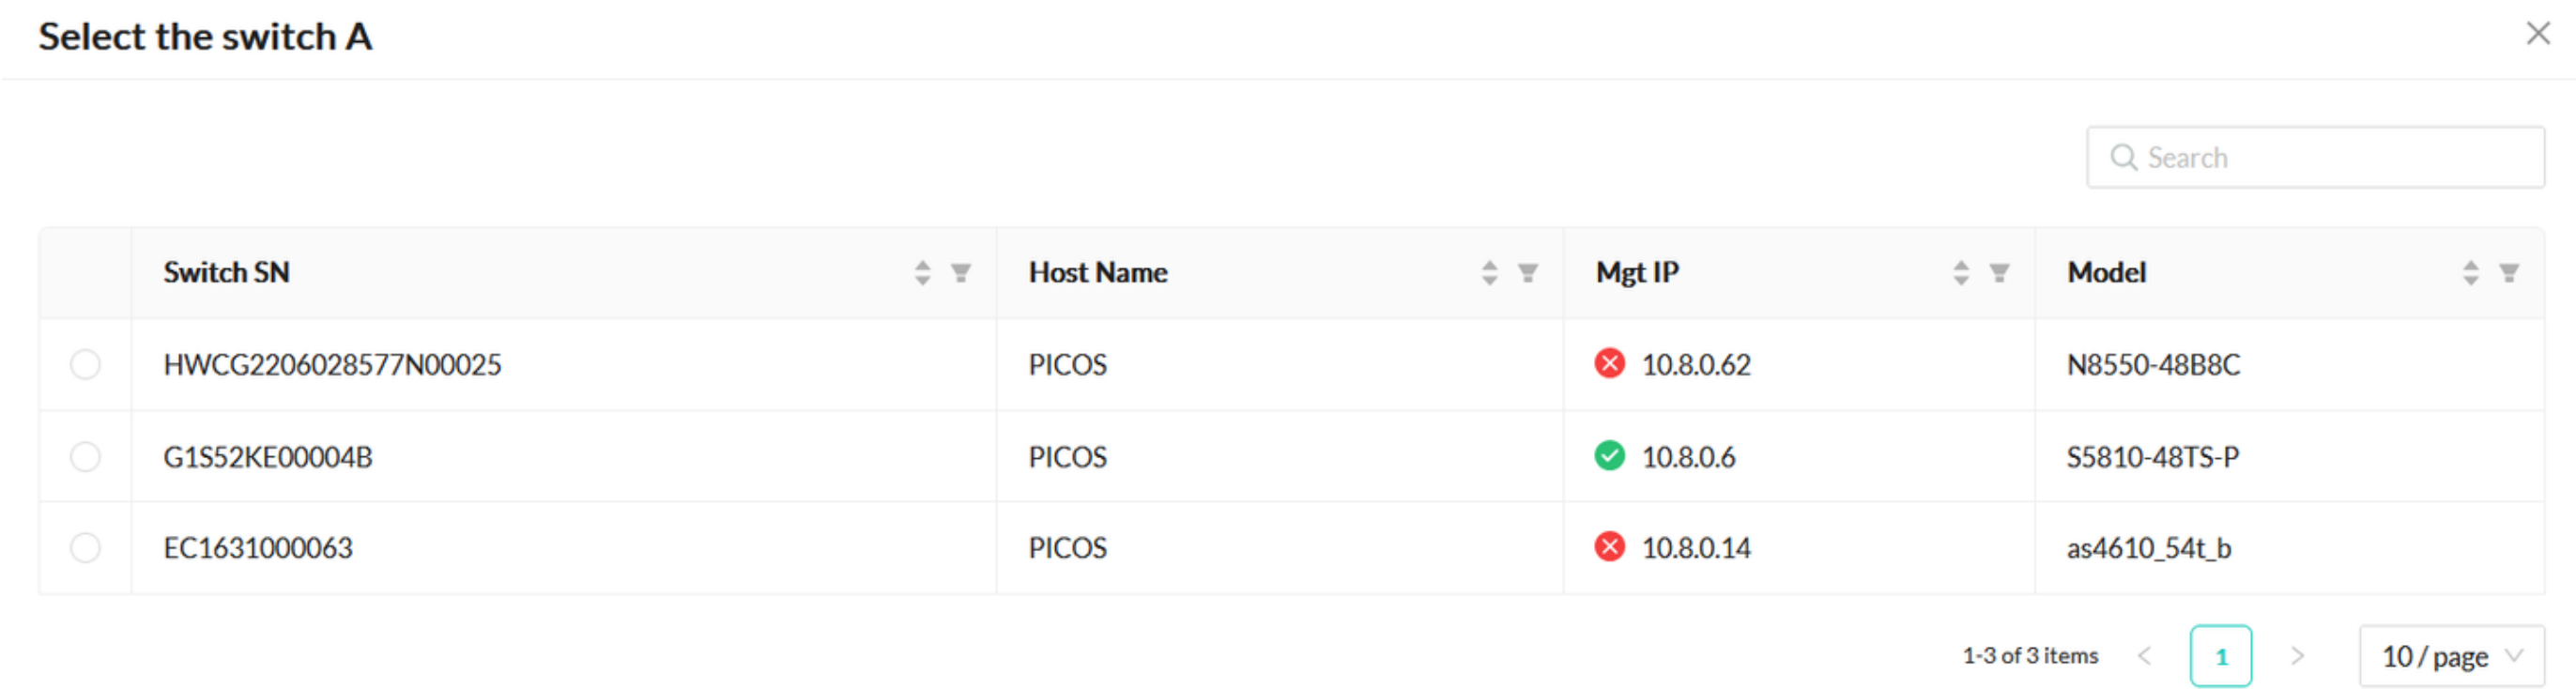 Select the switch A
Search
Switch SN Host Name Mgt IP Model
HWCG2206028577N00025 PICOS 10.8.0.62 N8550-48B8C
G1S52KE00004B PICOS 10.8.0.6 S5810-48TS-P
EC1631000063 PICOS 10.8.0.14 as4610_54t_b
1-3 of 3 items 1 10 / page